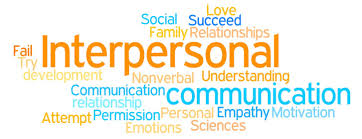 Love
Social Succeed
Family Relationships
Fail Interpersonal
Try
development Nonverbal Understanding
Communication communication
relationship
Attempt Permission Personal Empathy Motivation
Emotions Sciences